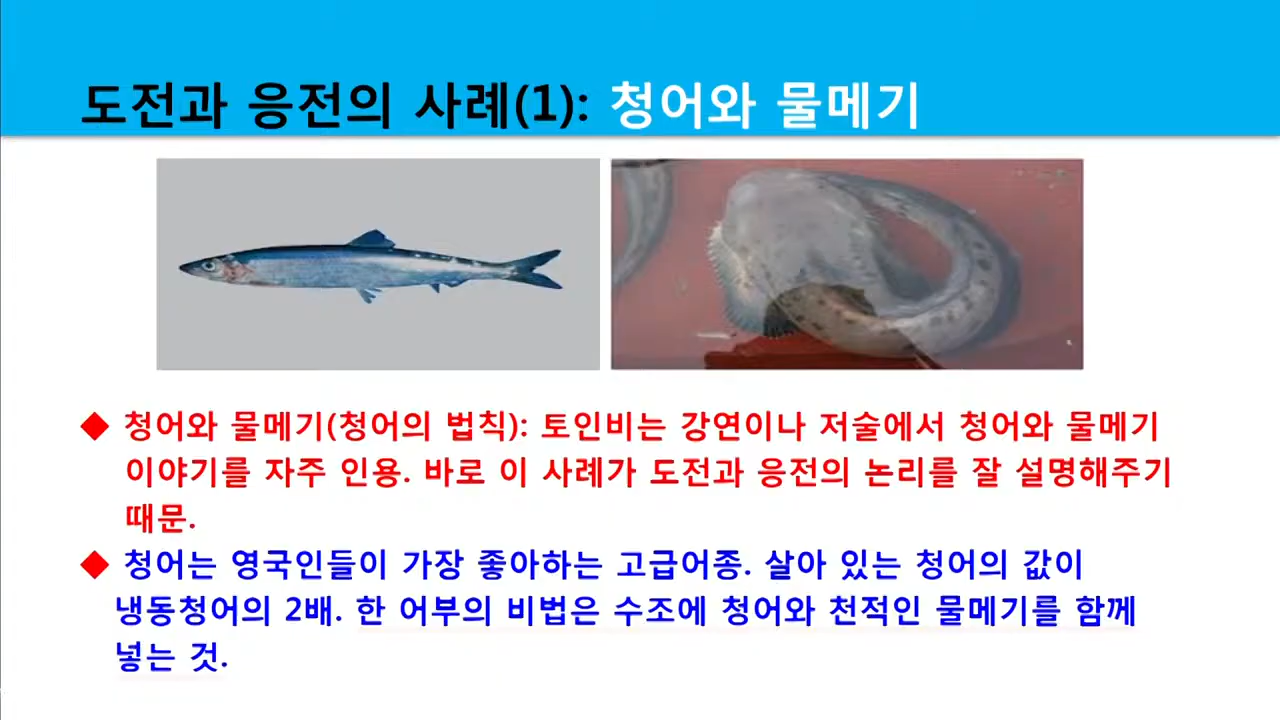 도전과 응전의 사례(1): 청어와 물메기
◆ 청어와 물메기(청어의 법칙): 토인비는 강연이나 저술에서 청어와 물메기
이야기를 자주 인용. 바로 이 사례가 도전과 응전의 논리를 잘 설명해주기
때문.
◆ 청어는 영국인들이 가장 좋아하는 고급어종. 살아 있는 청어의 값이
냉동청어의 2배. 한 어부의 비법은 수조에 청어와 천적인 물메기를 함께
넣는 것.